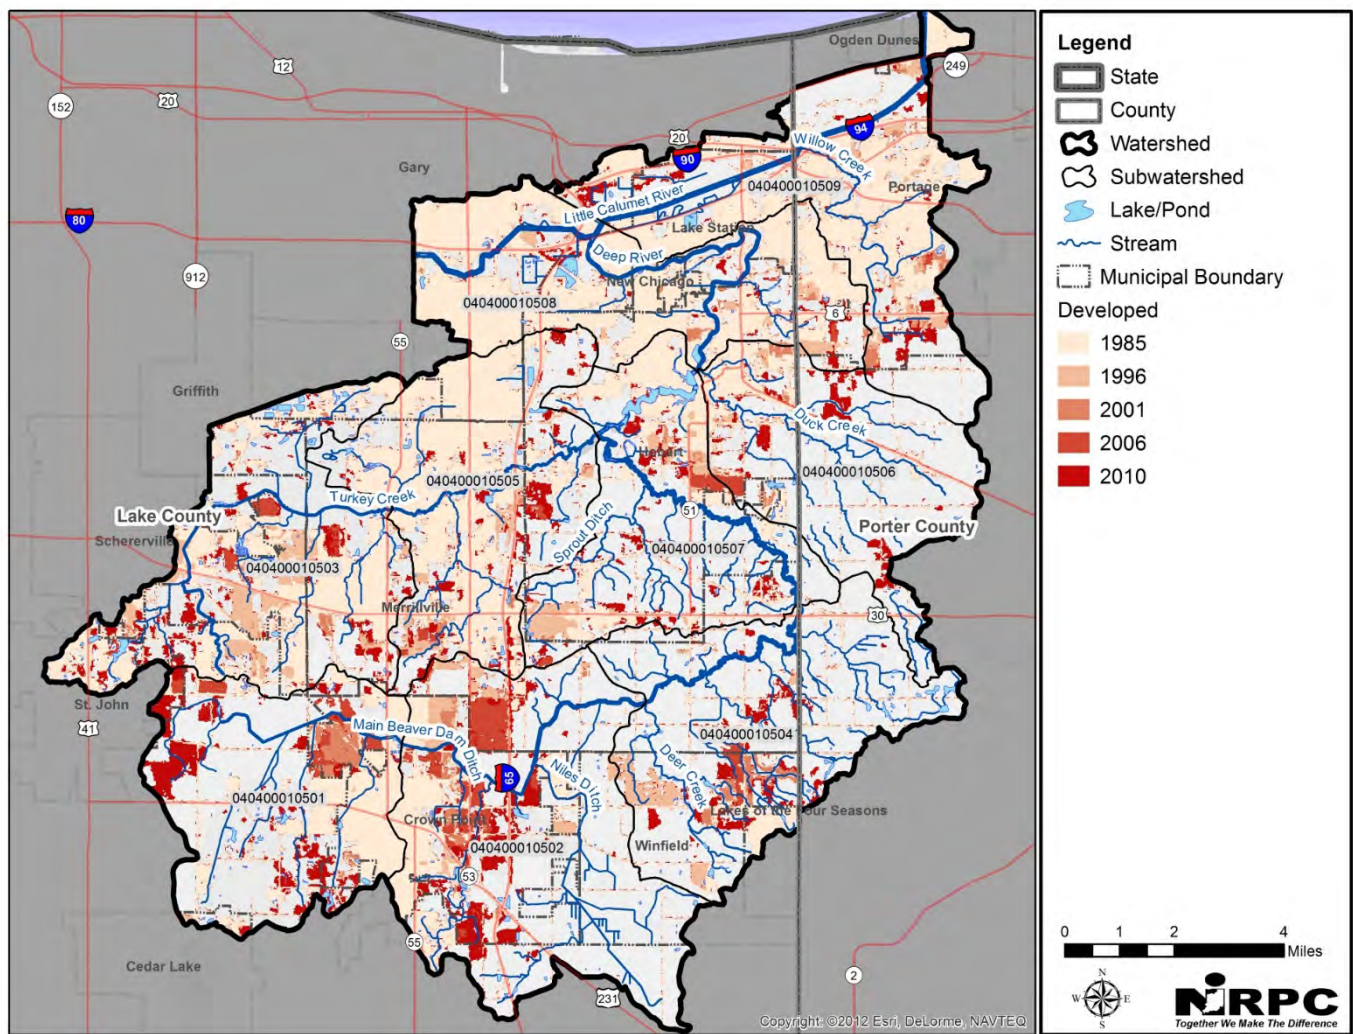 Ogden Dunes
249
12
152
20
20
94
Willow Creek
90
Gary
040400010509
Portage
Little Calumet River
80
Lake Station
Deep River
912
New Chicago
040400010508
6
55
Griffith
Duck Creek
Hobart
040400010506
040400010505
Turkey Creek
51
Lake County
Sprout Ditch
Porter County
Schererville
040400010507
040400010503
Merrillville
30
St. John
41
Main Beaver Dam Ditch
040400010504
65
Niles Ditch
Deer Creek
040400010501
Crown Point
Lakes of the Four Seasons
040400010502
Winfield
53
55
Cedar Lake
2
231
Copyright: ©2012 Esri, DeLorme, NAVTEQ
Legend
State
County
Watershed
Subwatershed
Lake/Pond
Stream
Municipal Boundary
Developed
1985
1996
2001
2006
2010
0 2 4
Miles
N
W E
S
NIRPC
Together We Make The Difference